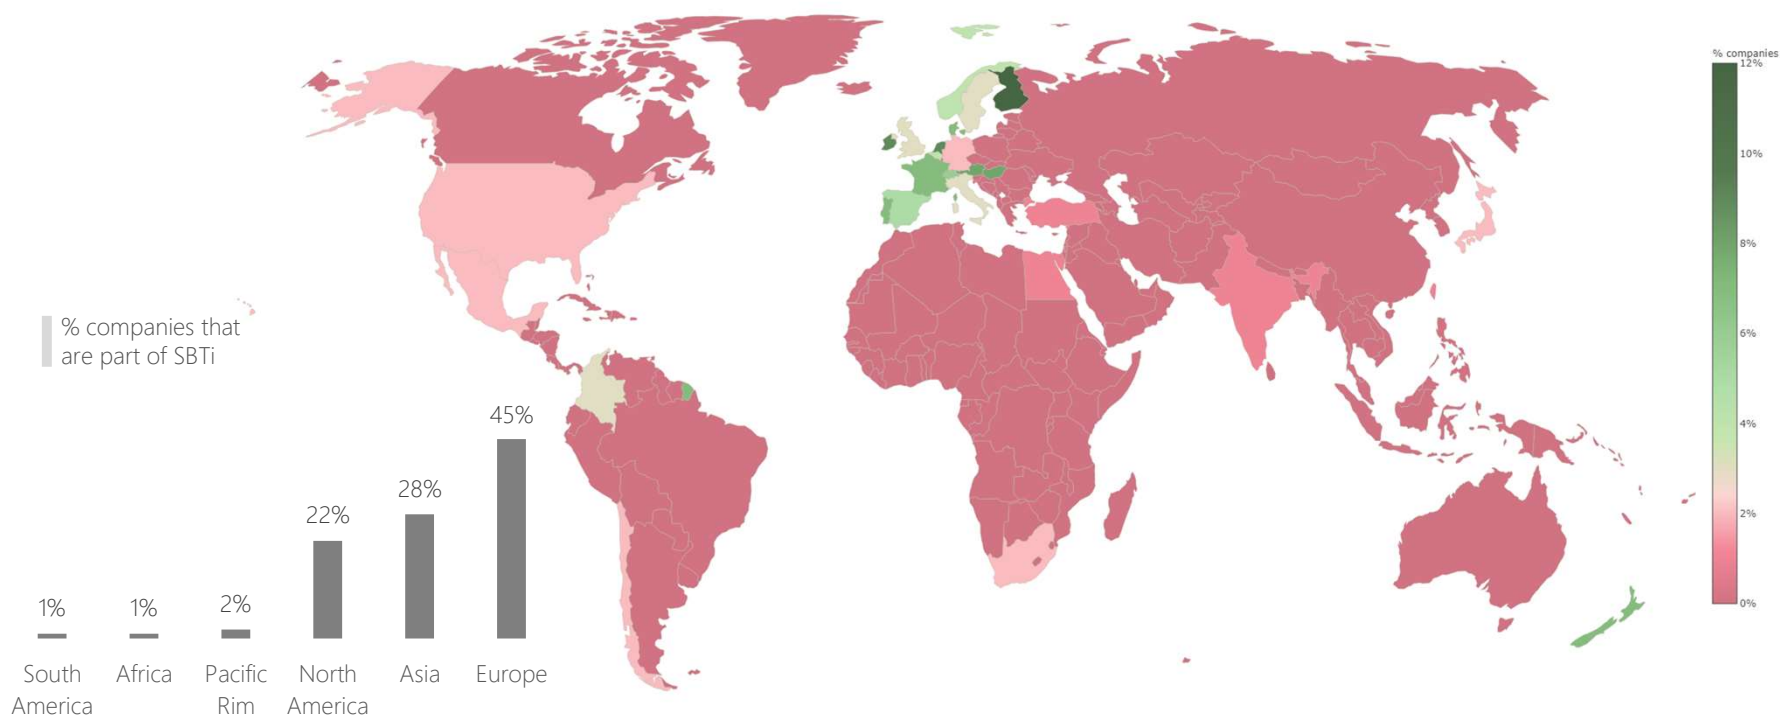 % companies
12%
10%
8%
6%
4%
2%
0%
% companies that
are part of SBTi
1%
1%
2%
22%
28%
45%
South
America
Africa
Pacific
Rim
North
America
Asia
Europe